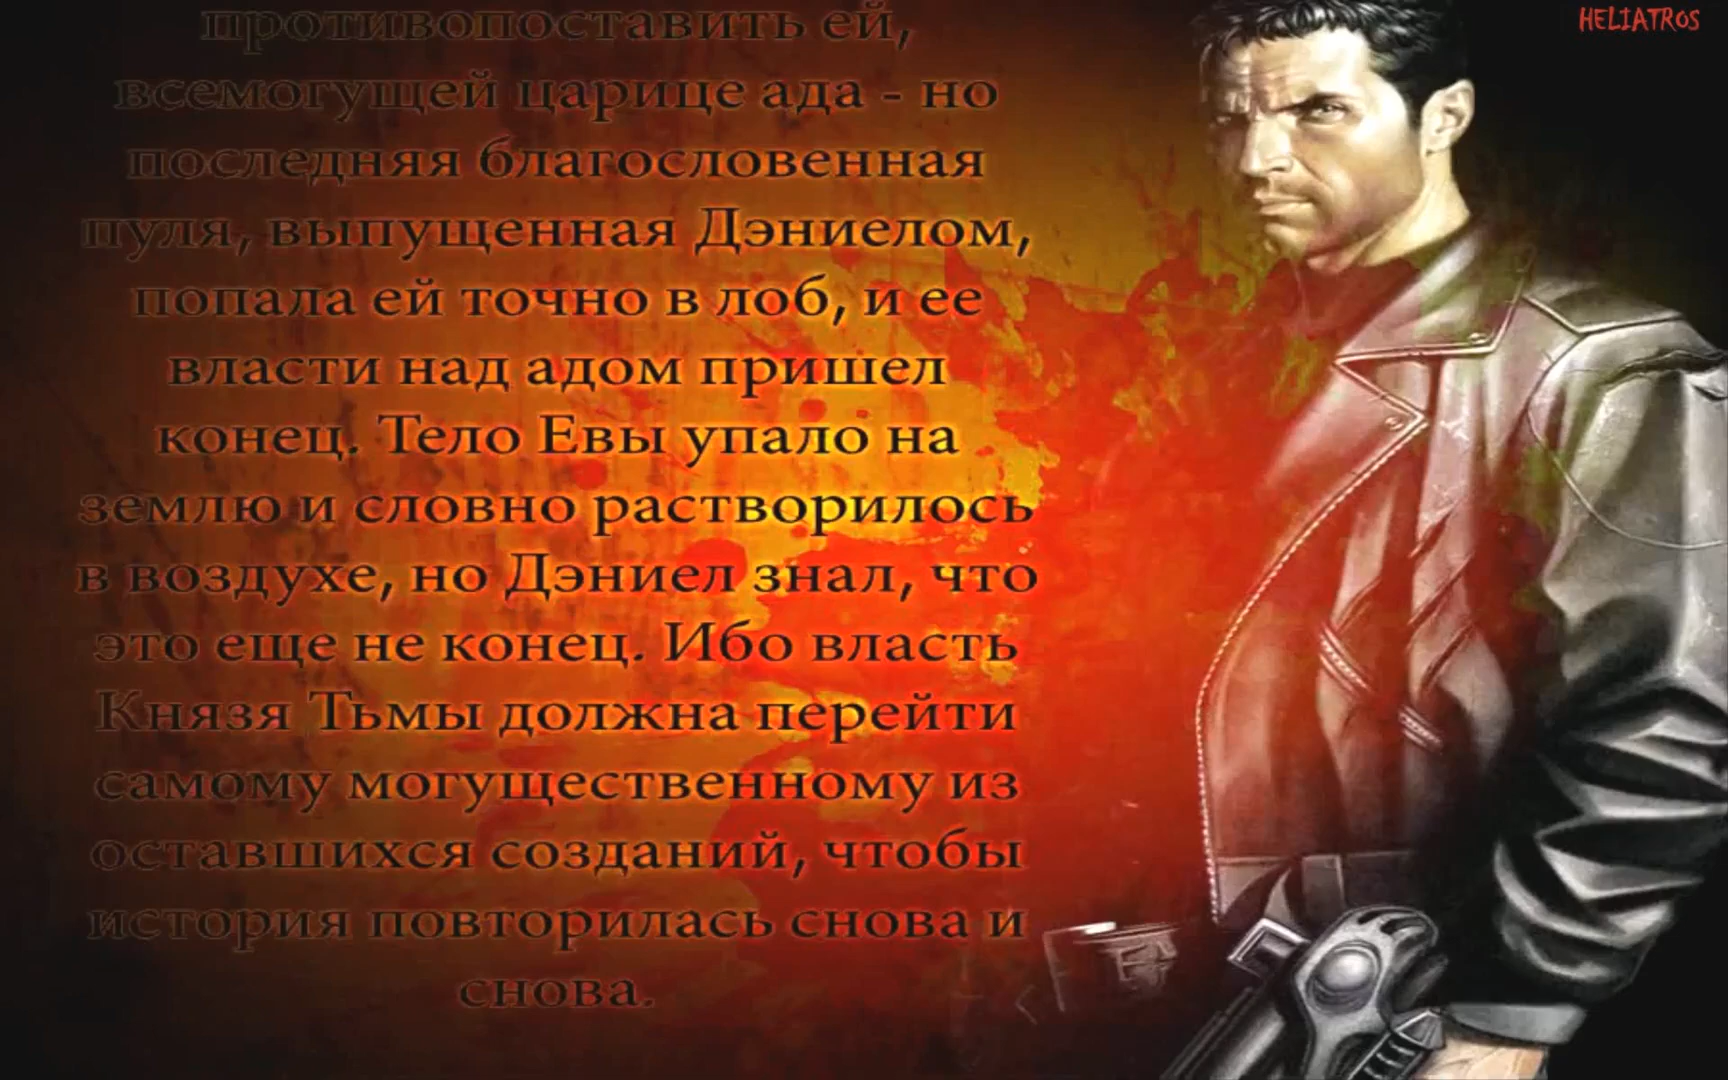 HELIATROS
противопоставить ей,
всемогущей царице ада - но
последняя благословенная
пуля, выпущенная Дэниелом,
попала ей точно в лоб, и ее
власти над адом пришел
конец. Тело Евы упало на
землю и словно растворилось
в воздухе, но Дэниел знал, что
это еще не конец. Ибо власть
Князя Тьмы должна перейти
самому могущественному из
оставшихся созданий, чтобы
история повторилась снова и
снова.